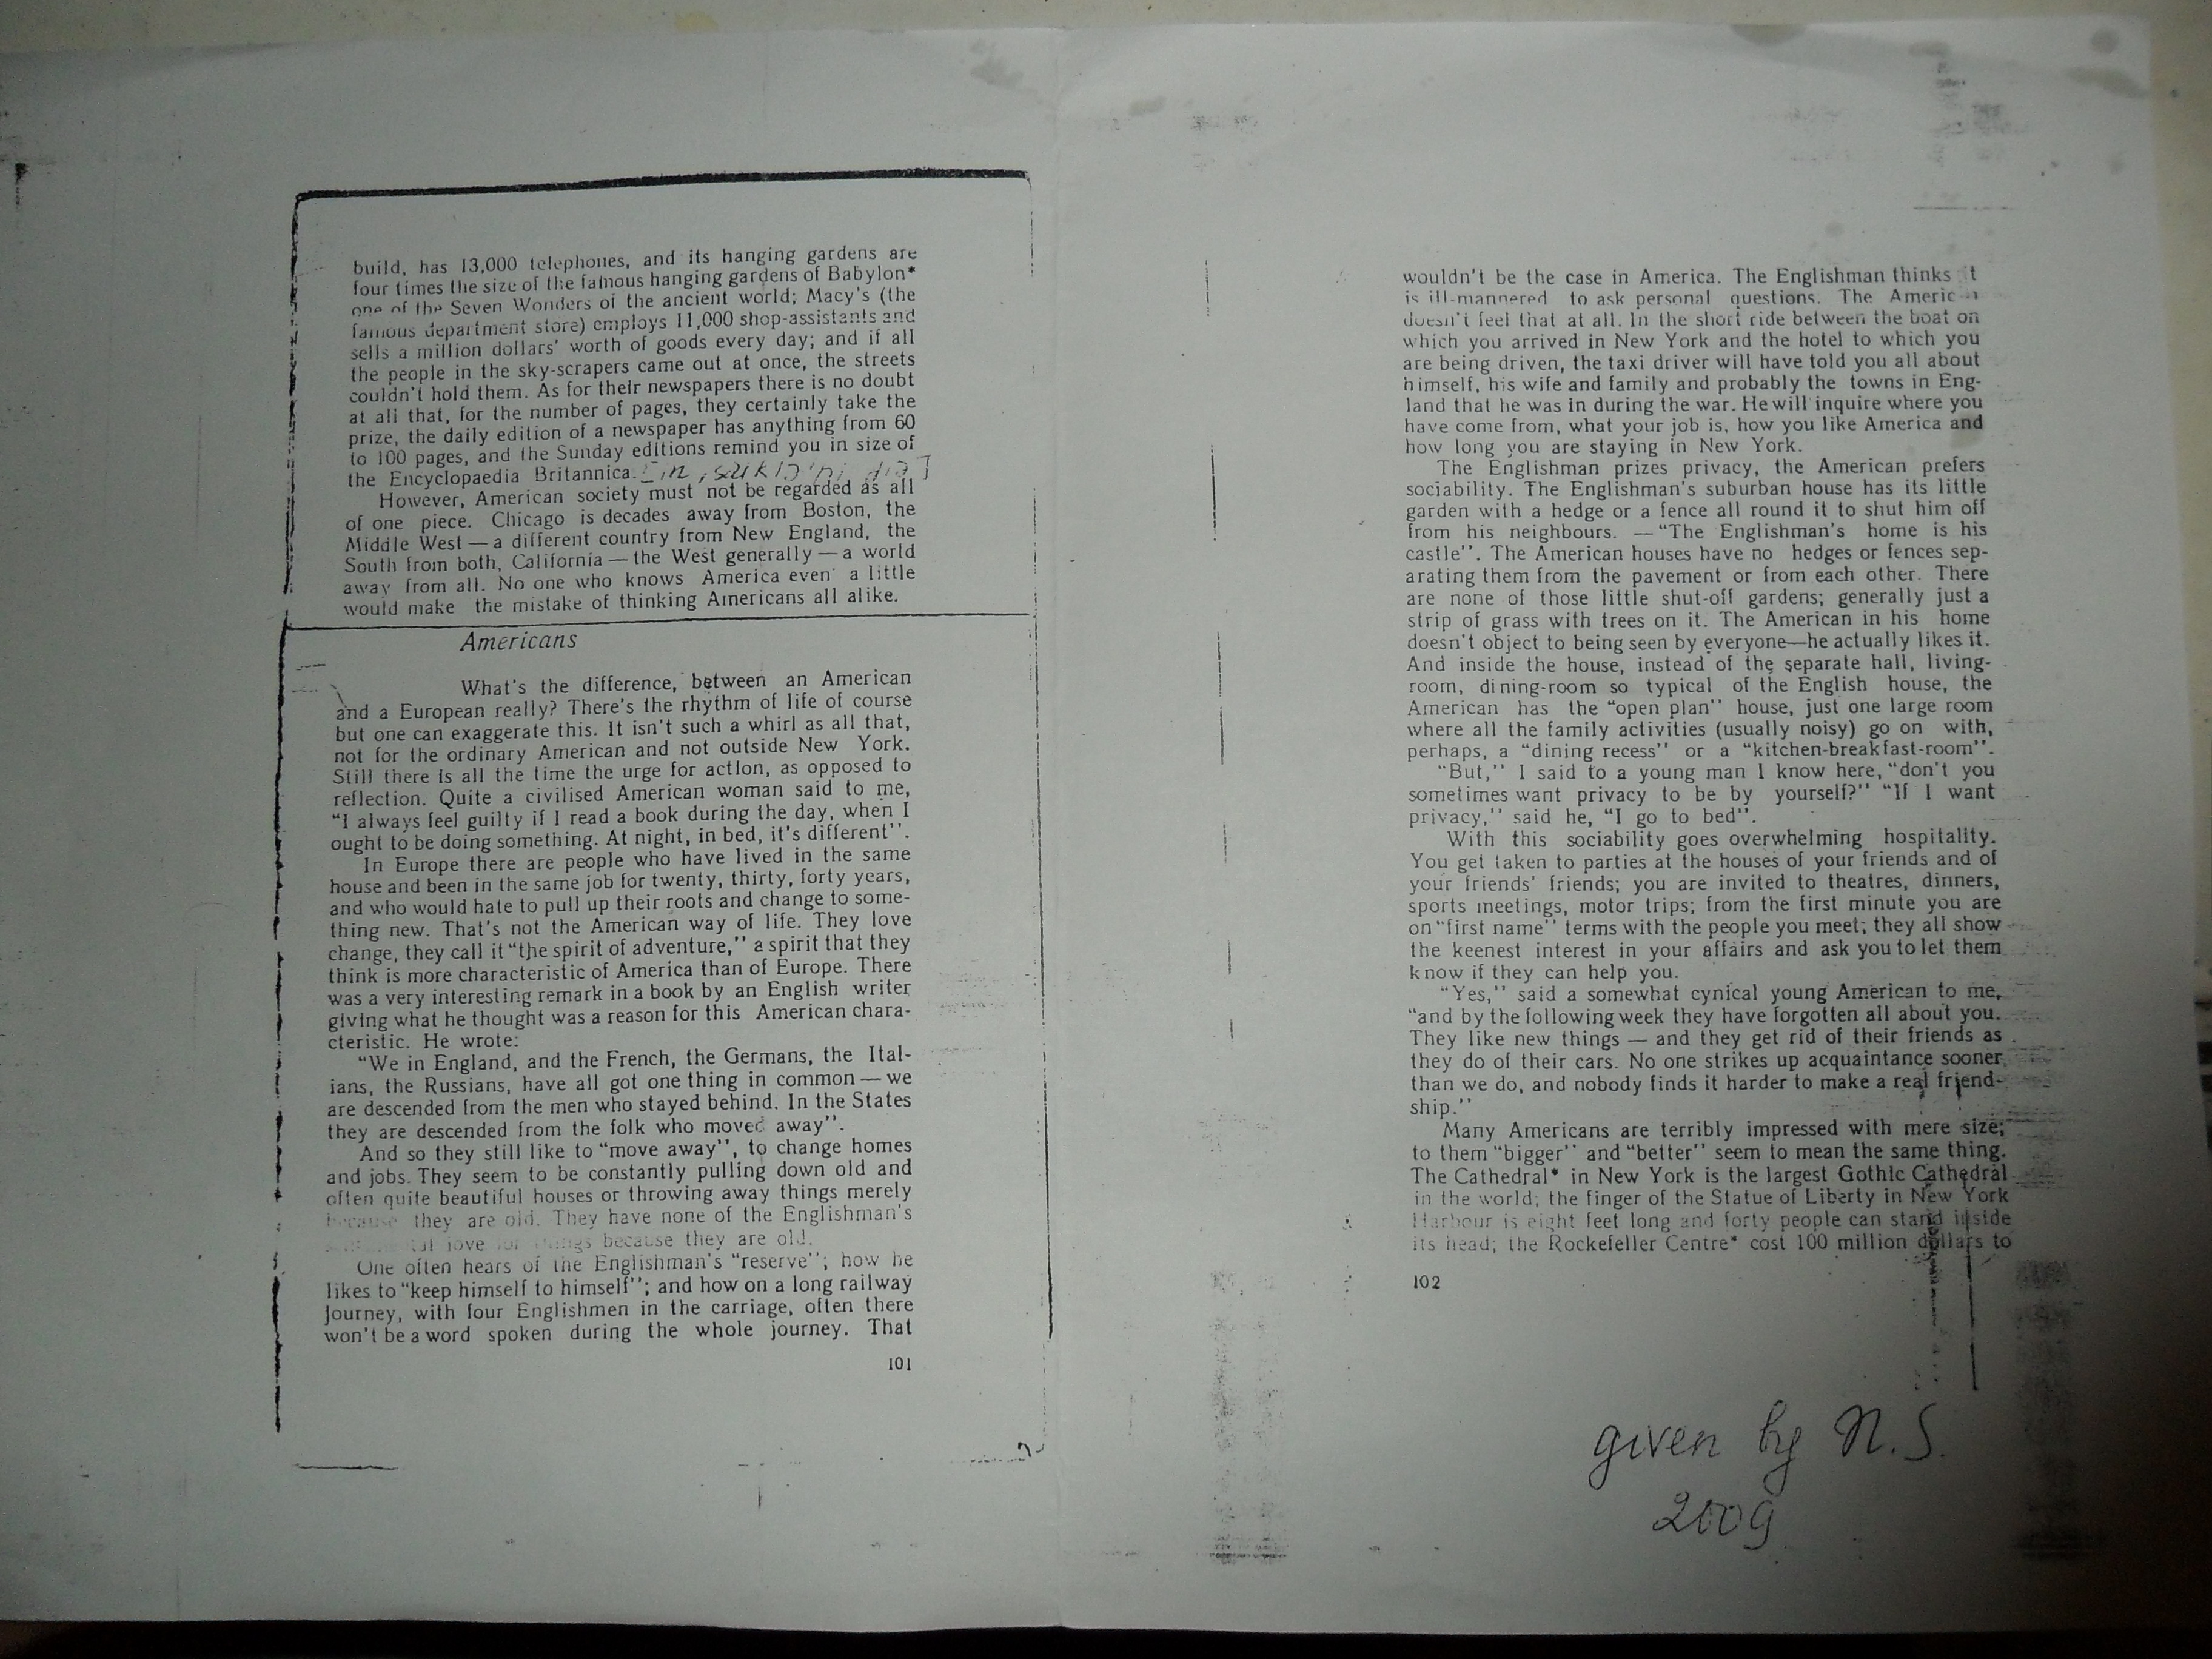 build, has 13,000 telephones, and its hanging gardens are
four times the size of the famous hanging gardens of Babylon*
one of the Seven Wonders of the ancient world; Macy's (the
famous department store) employs 11,000 shop-assistants and
sells a million dollars' worth of goods every day; and if all
the people in the sky-scrapers came out at once, the streets
couldn't hold them. As for their newspapers there is no doubt
at all that, for the number of pages, they certainly take the
prize, the daily edition of a newspaper has anything from 60
to 100 pages, and the Sunday editions remind you in size of
the Encyclopaedia Britannica.
However, American society must not be regarded as all
of one piece. Chicago is decades away from Boston, the
Middle West — a different country from New England, the
South from both, California — the West generally — a world
away from all. No one who knows America even a little
would make the mistake of thinking Americans all alike.
Americans
What's the difference, between an American
and a European really? There's the rhythm of life of course
but one can exaggerate this. It isn't such a whirl as all that,
not for the ordinary American and not outside New York.
Still there is all the time the urge for action, as opposed to
reflection. Quite a civilised American woman said to me,
“I always feel guilty if I read a book during the day, when I
ought to be doing something. At night, in bed, it's different''.
In Europe there are people who have lived in the same
house and been in the same job for twenty, thirty, forty years,
and who would hate to pull up their roots and change to some-
thing new. That's not the American way of life. They love
change, they call it “the spirit of adventure,'' a spirit that they
think is more characteristic of America than of Europe. There
was a very interesting remark in a book by an English writer
giving what he thought was a reason for this American chara-
cteristic. He wrote:
“We in England, and the French, the Germans, the Ital-
ians, the Russians, have all got one thing in common — we
are descended from the men who stayed behind. In the States
they are descended from the folk who moved away''.
And so they still like to “move away'', to change homes
and jobs. They seem to be constantly pulling down old and
often quite beautiful houses or throwing away things merely
because they are old. They have none of the Englishman's
love for things because they are old.
One often hears of the Englishman's “reserve''; how he
likes to “keep himself to himself''; and how on a long railway
journey, with four Englishmen in the carriage, often there
won't be a word spoken during the whole journey. That
101
wouldn't be the case in America. The Englishman thinks it
is ill-mannered to ask personal questions. The American
doesn't feel that at all. In the short ride between the boat on
which you arrived in New York and the hotel to which you
are being driven, the taxi driver will have told you all about
himself, his wife and family and probably the towns in Eng-
land that he was in during the war. He will inquire where you
have come from, what your job is, how you like America and
how long you are staying in New York.
The Englishman prizes privacy, the American prefers
sociability. The Englishman's suburban house has its little
garden with a hedge or a fence all round it to shut him off
from his neighbours. — “The Englishman's home is his
castle''. The American houses have no hedges or fences sep-
arating them from the pavement or from each other. There
are none of those little shut-off gardens; generally just a
strip of grass with trees on it. The American in his home
doesn't object to being seen by everyone—he actually likes it.
And inside the house, instead of the separate hall, living-
room, dining-room so typical of the English house, the
American has the “open plan'' house, just one large room
where all the family activities (usually noisy) go on with,
perhaps, a “dining recess'' or a “kitchen-breakfast-room''.
“But,'' I said to a young man I know here, “don't you
sometimes want privacy to be by yourself?'' “If I want
privacy,'' said he, “I go to bed''.
With this sociability goes overwhelming hospitality.
You get taken to parties at the houses of your friends and of
your friends' friends; you are invited to theatres, dinners,
sports meetings, motor trips; from the first minute you are
on “first name'' terms with the people you meet; they all show
the keenest interest in your affairs and ask you to let them
know if they can help you.
“Yes,'' said a somewhat cynical young American to me,
“and by the following week they have forgotten all about you.
They like new things — and they get rid of their friends as
they do of their cars. No one strikes up acquaintance sooner
than we do, and nobody finds it harder to make a real friend-
ship.''
Many Americans are terribly impressed with mere size;
to them “bigger'' and “better'' seem to mean the same thing.
The Cathedral* in New York is the largest Gothic Cathedral
in the world; the finger of the Statue of Liberty in New York
Harbour is eight feet long and forty people can stand inside
its head; the Rockefeller Centre* cost 100 million dollars to
102
given by N.S.
2009